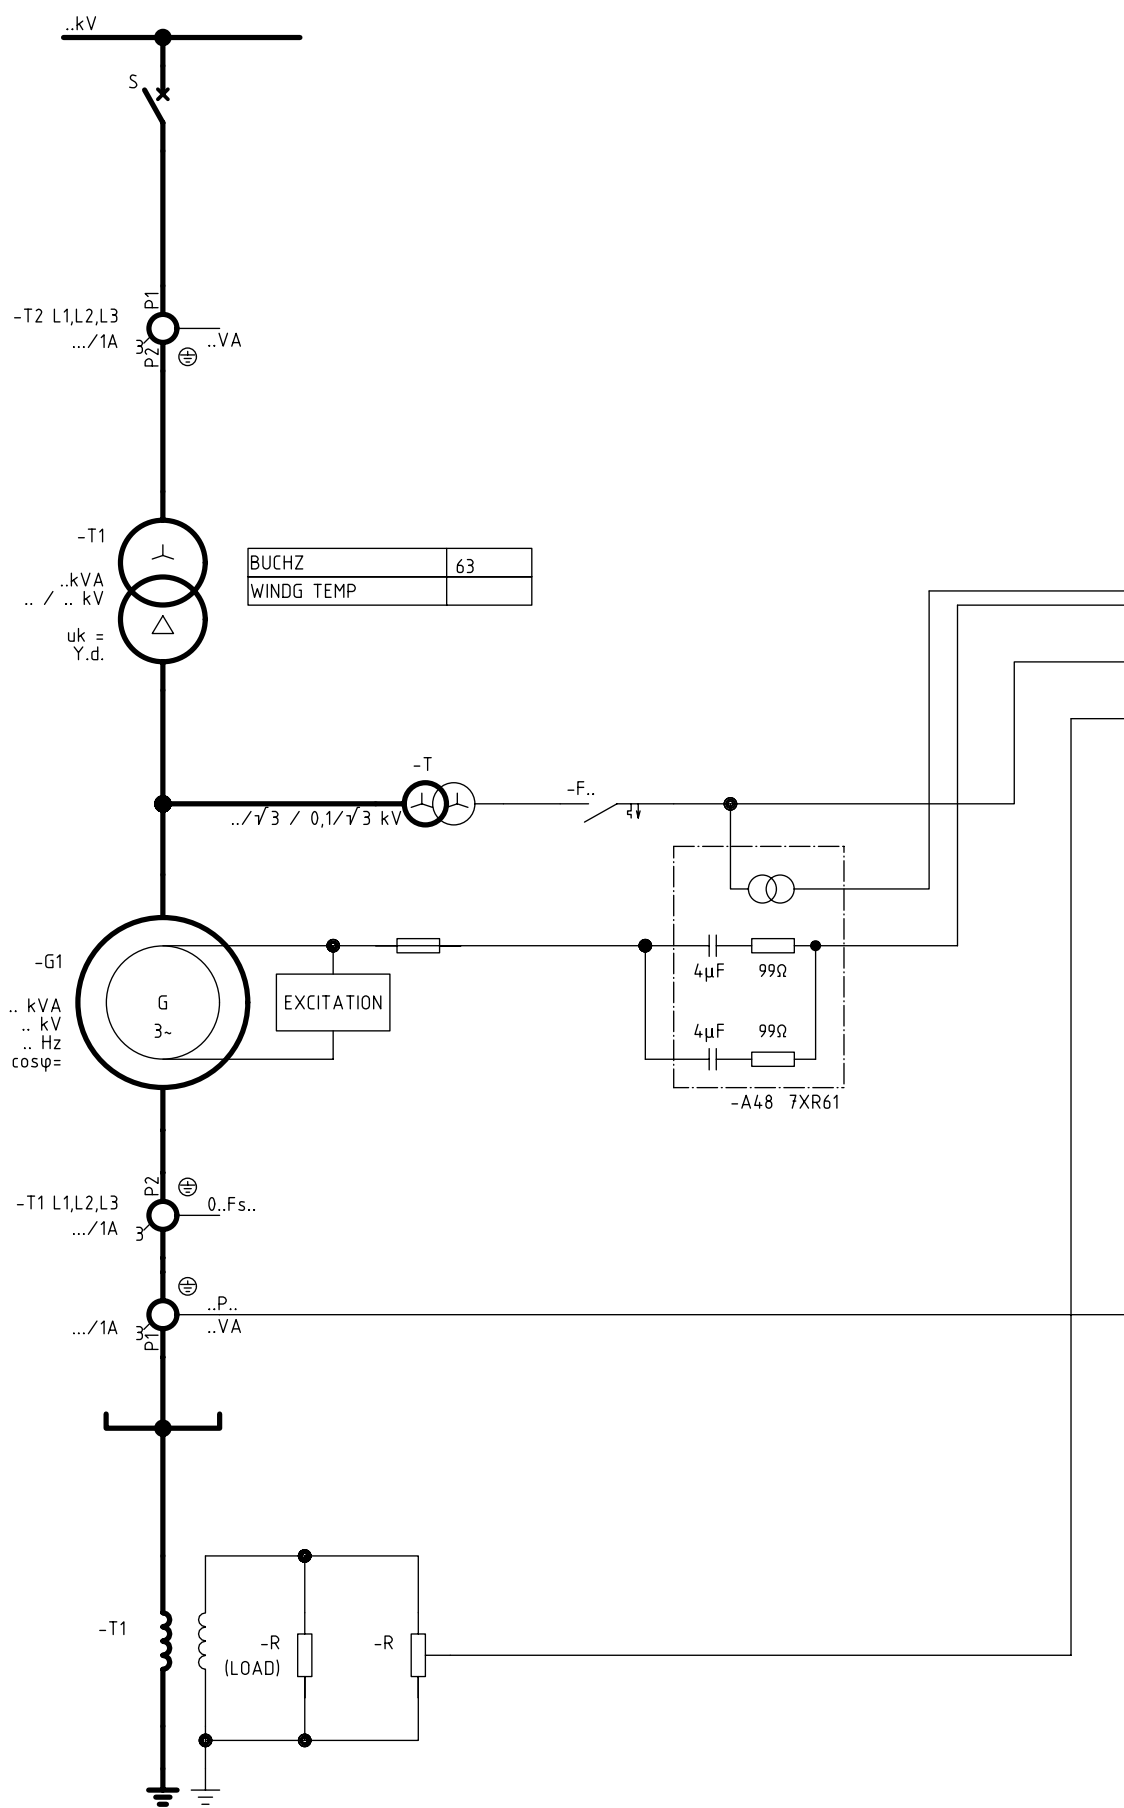 ..kV
S
P1
-T2 L1,L2,L3
.../1A
3
P2
..VA
-T1
..kVA
.. / .. kV
uk =
Y.d.
BUCHZ 63
WINDG TEMP
-T
-F..
../√3 / 0,1/√3 kV
-G1
.. kVA
.. kV
.. Hz
cosφ=
G
3~
EXCITATION
4µF 99Ω
4µF 99Ω
-A48 7XR61
P2
-T1 L1,L2,L3
.../1A
3
0..Fs..
..P..
.../1A
3
P1
..VA
-T1
-R
(LOAD)
-R